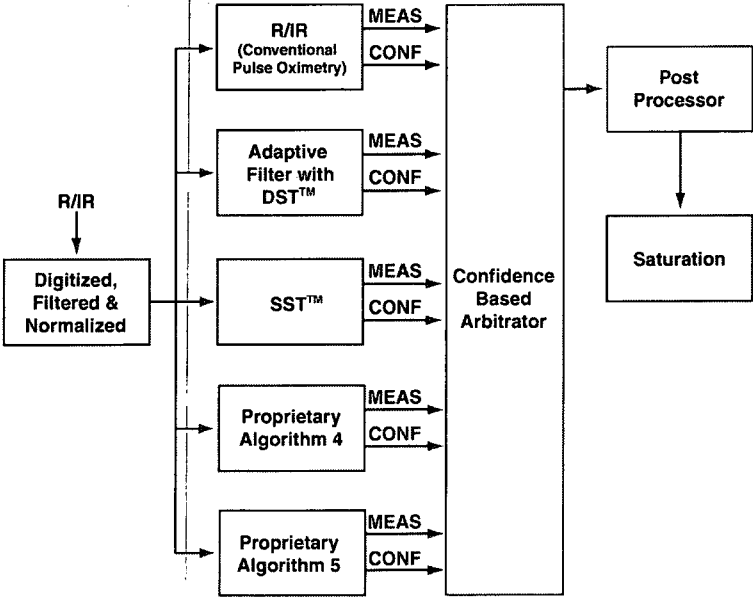 R/IR
Digitized,
Filtered &
Normalized
R/IR
(Conventional
Pulse Oximetry)
MEAS
CONF
Adaptive
Filter with
DST™
MEAS
CONF
SST™
MEAS
CONF
Proprietary
Algorithm 4
MEAS
CONF
Proprietary
Algorithm 5
MEAS
CONF
Confidence
Based
Arbitrator
Post
Processor
Saturation